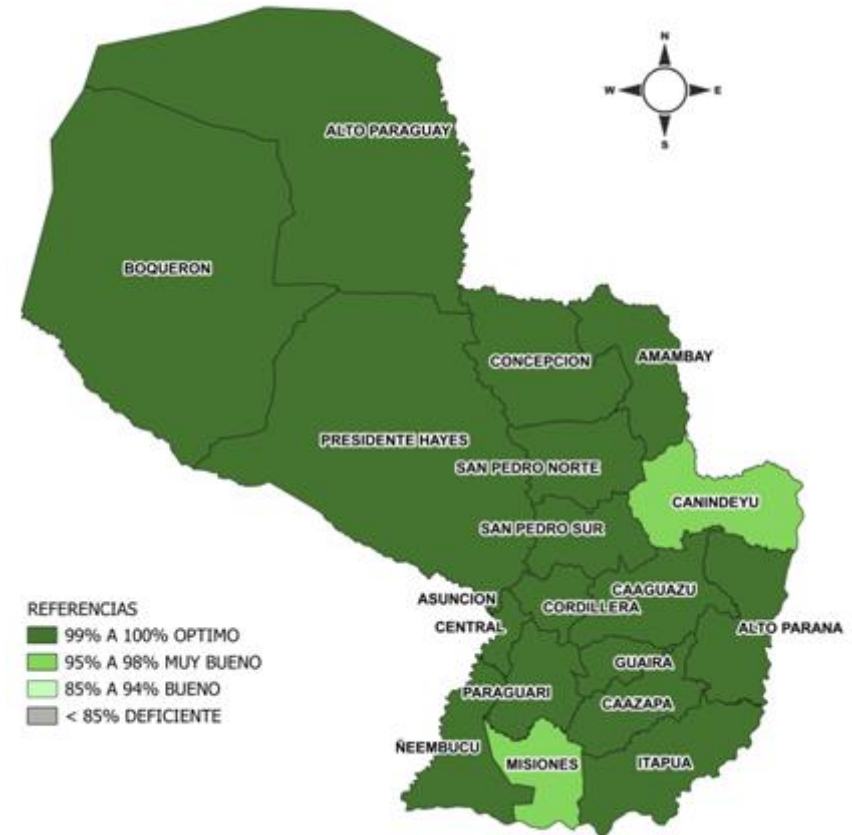 N
W E
S
ALTO PARAGUAY
BOQUERON
CONCEPCION
AMAMBAY
PRESIDENTE HAYES
SAN PEDRO NORTE
CANINDEYU
SAN PEDRO SUR
CAAGUAZU
ASUNCION
CORDILLERA
CENTRAL
ALTO PARANA
GUAIRA
PARAGUARI
CAAZAPA
ÑEEMBUCU
MISIONES
ITAPUA
REFERENCIAS
99% A 100% OPTIMO
95% A 98% MUY BUENO
85% A 94% BUENO
< 85% DEFICIENTE